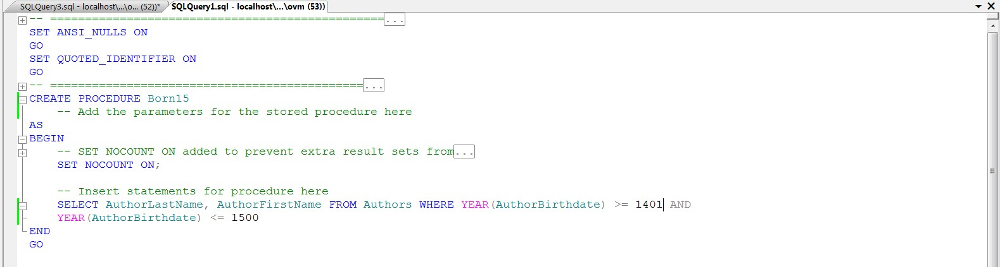 SQLQuery3.sql - localhost\...\o... (52))* SQLQuery1.sql - localhost\...\ovm (53))
-- ================================================...
SET ANSI_NULLS ON
GO
SET QUOTED_IDENTIFIER ON
GO
-- =============================================...
CREATE PROCEDURE Born15
-- Add the parameters for the stored procedure here
AS
BEGIN
-- SET NOCOUNT ON added to prevent extra result sets from...
SET NOCOUNT ON;
-- Insert statements for procedure here
SELECT AuthorLastName, AuthorFirstName FROM Authors WHERE YEAR(AuthorBirthdate) >= 1401 AND
YEAR(AuthorBirthdate) <= 1500
END
GO